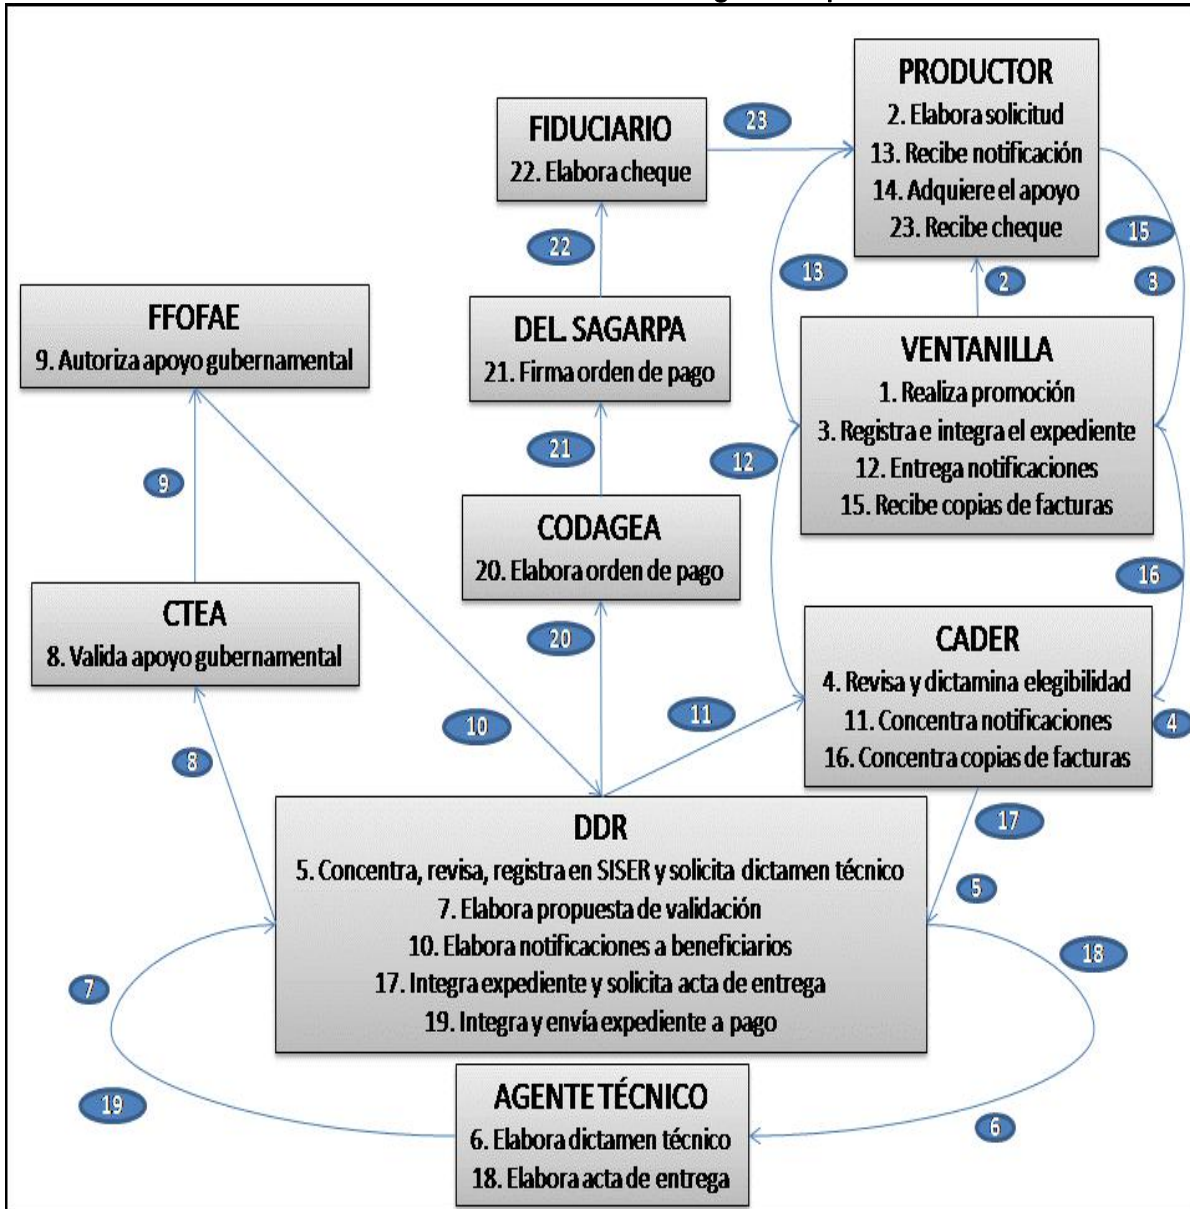 PRODUCTOR
2. Elabora solicitud
13. Recibe notificación
14. Adquiere el apoyo
23. Recibe cheque
FIDUCIARIO
22. Elabora cheque
23
22
15
13
2
3
FFOFAE
9. Autoriza apoyo gubernamental
DEL. SAGARPA
21. Firma orden de pago
VENTANILLA
1. Realiza promoción
3. Registra e integra el expediente
12. Entrega notificaciones
15. Recibe copias de facturas
21
12
9
CODAGEA
20. Elabora orden de pago
16
CTEA
8. Valida apoyo gubernamental
20
CADER
4. Revisa y dictamina elegibilidad
11. Concentra notificaciones
16. Concentra copias de facturas
11
10
4
8
17
5
DDR
5. Concentra, revisa, registra en SISER y solicita dictamen técnico
7. Elabora propuesta de validación
10. Elabora notificaciones a beneficiarios
17. Integra expediente y solicita acta de entrega
19. Integra y envía expediente a pago
18
7
19
6
AGENTE TÉCNICO
6. Elabora dictamen técnico
18. Elabora acta de entrega